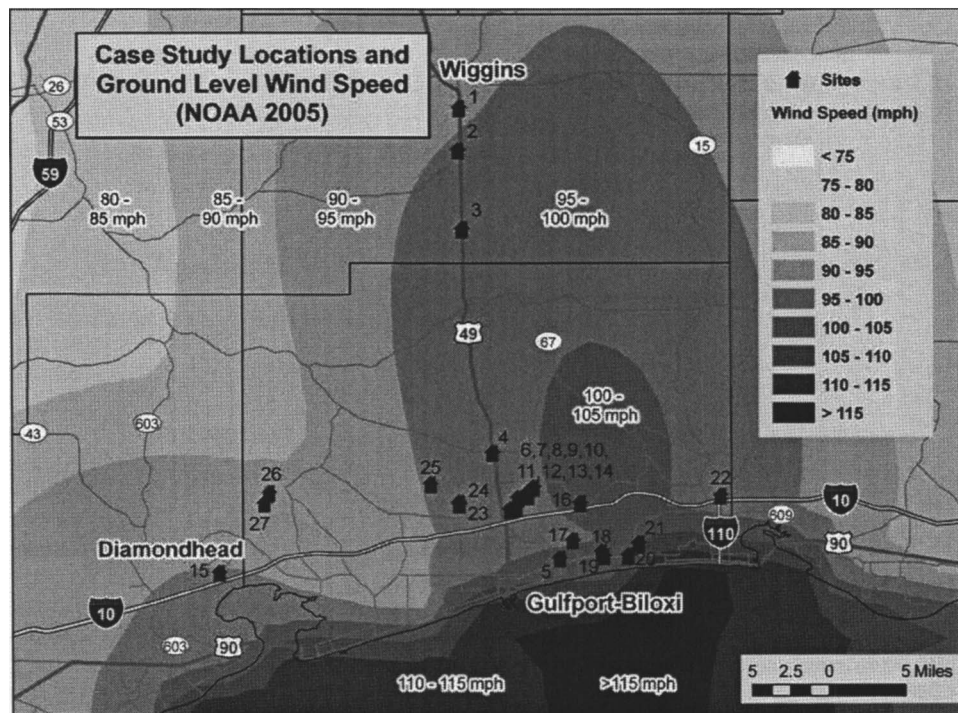 Case Study Locations and
Ground Level Wind Speed
(NOAA 2005)
Wiggins
Sites
Wind Speed (mph)
< 75
75 - 80
80 - 85
85 - 90
90 - 95
95 - 100
100 - 105
105 - 110
110 - 115
> 115
26
53
59
1
2
15
80 -
85 mph
85 -
90 mph
90 -
95 mph
95 -
100 mph
3
49
67
100 -
105 mph
603
43
4
6,7,8,9,10,
11, 12, 13, 14
25
24
23
26
27
16
22
10
609
110
90
Diamondhead
15
17
18
21
5
19
20
Gulfport-Biloxi
10
603
90
110 - 115 mph
>115 mph
5 2.5 0 5 Miles